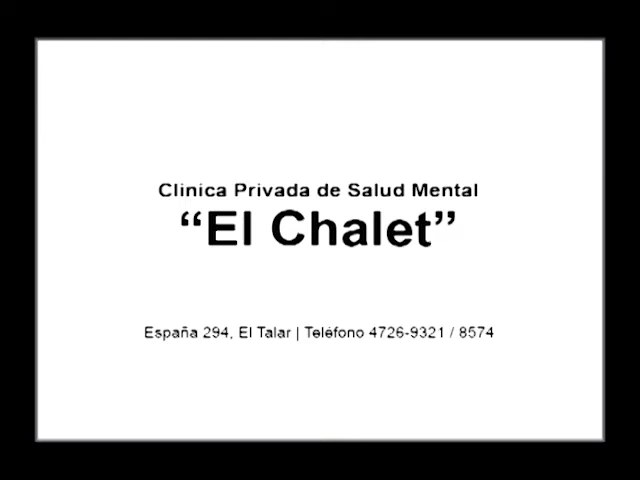 Clinica Privada de Salud Mental
“El Chalet”
España 294, El Talar | Teléfono 4726-9321 / 8574